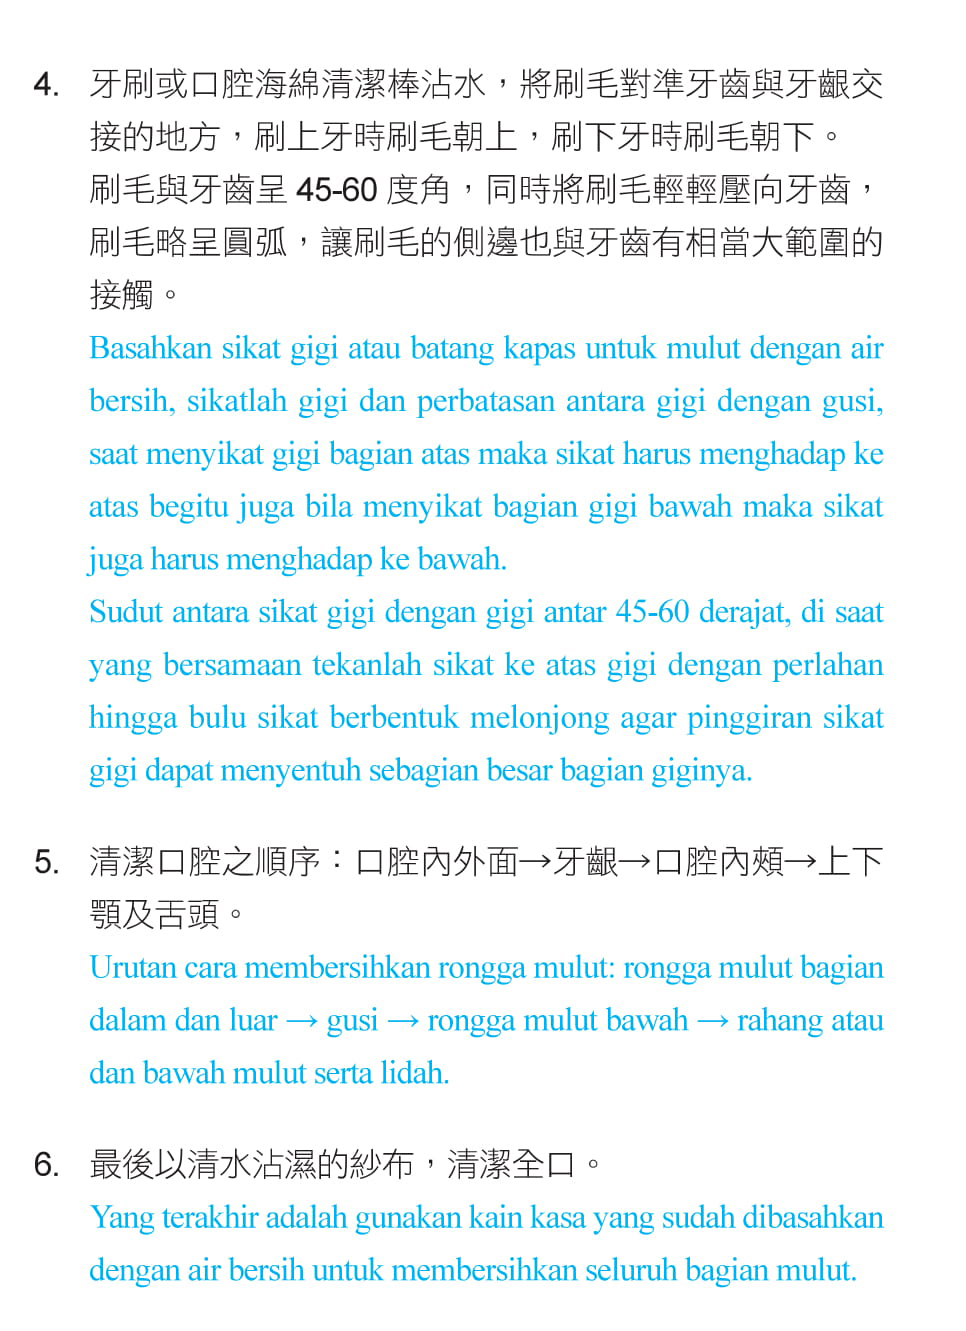 4. 牙刷或口腔海綿清潔棒沾水，將刷毛對準牙齒與牙齦交
接的地方，刷上牙時刷毛朝上，刷下牙時刷毛朝下。
刷毛與牙齒呈 45-60 度角，同時將刷毛輕輕壓向牙齒，
刷毛略呈圓弧，讓刷毛的側邊也與牙齒有相當大範圍的
接觸。
Basahkan sikat gigi atau batang kapas untuk mulut dengan air
bersih, sikatlah gigi dan perbatasan antara gigi dengan gusi,
saat menyikat gigi bagian atas maka sikat harus menghadap ke
atas begitu juga bila menyikat bagian gigi bawah maka sikat
juga harus menghadap ke bawah.
Sudut antara sikat gigi dengan gigi antar 45-60 derajat, di saat
yang bersamaan tekanlah sikat ke atas gigi dengan perlahan
hingga bulu sikat berbentuk melonjong agar pinggiran sikat
gigi dapat menyentuh sebagian besar bagian giginya.
5. 清潔口腔之順序：口腔內外面→牙齦→口腔內頰→上下
顎及舌頭。
Urutan cara membersihkan rongga mulut: rongga mulut bagian
dalam dan luar → gusi → rongga mulut bawah → rahang atau
dan bawah mulut serta lidah.
6. 最後以清水沾濕的紗布，清潔全口。
Yang terakhir adalah gunakan kain kasa yang sudah dibasahkan
dengan air bersih untuk membersihkan seluruh bagian mulut.